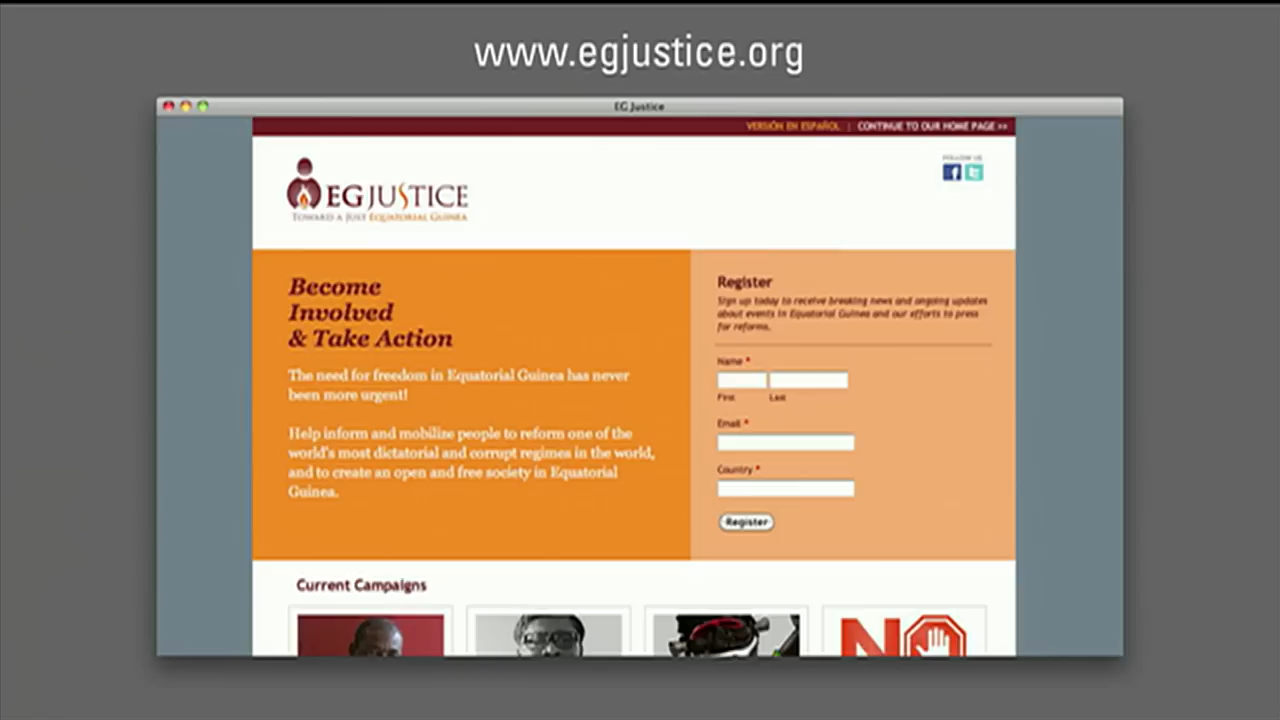 www.egjustice.org
EG Justice
VERSIÓN EN ESPAÑOL | CONTINUE TO OUR HOME PAGE >>
FOLLOW US
EG JUSTICE
TOWARD A JUST EQUATORIAL GUINEA
Become
Involved
& Take Action
The need for freedom in Equatorial Guinea has never
been more urgent!
Help inform and mobilize people to reform one of the
world's most dictatorial and corrupt regimes in the world,
and to create an open and free society in Equatorial
Guinea.
Register
Sign up today to receive breaking news and ongoing updates
about events in Equatorial Guinea and our efforts to press
for reforms.
Name *
First Last
Email *
Country *
Register
Current Campaigns
NO